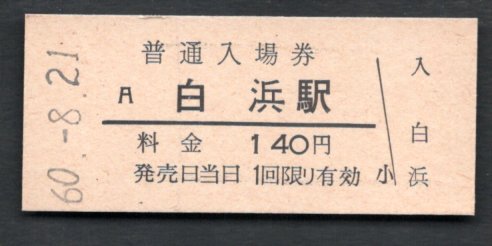 60.-8.21
普通入場券
A 白浜駅
料金 140円
発売日当日1回限り有効
小
入
白
浜